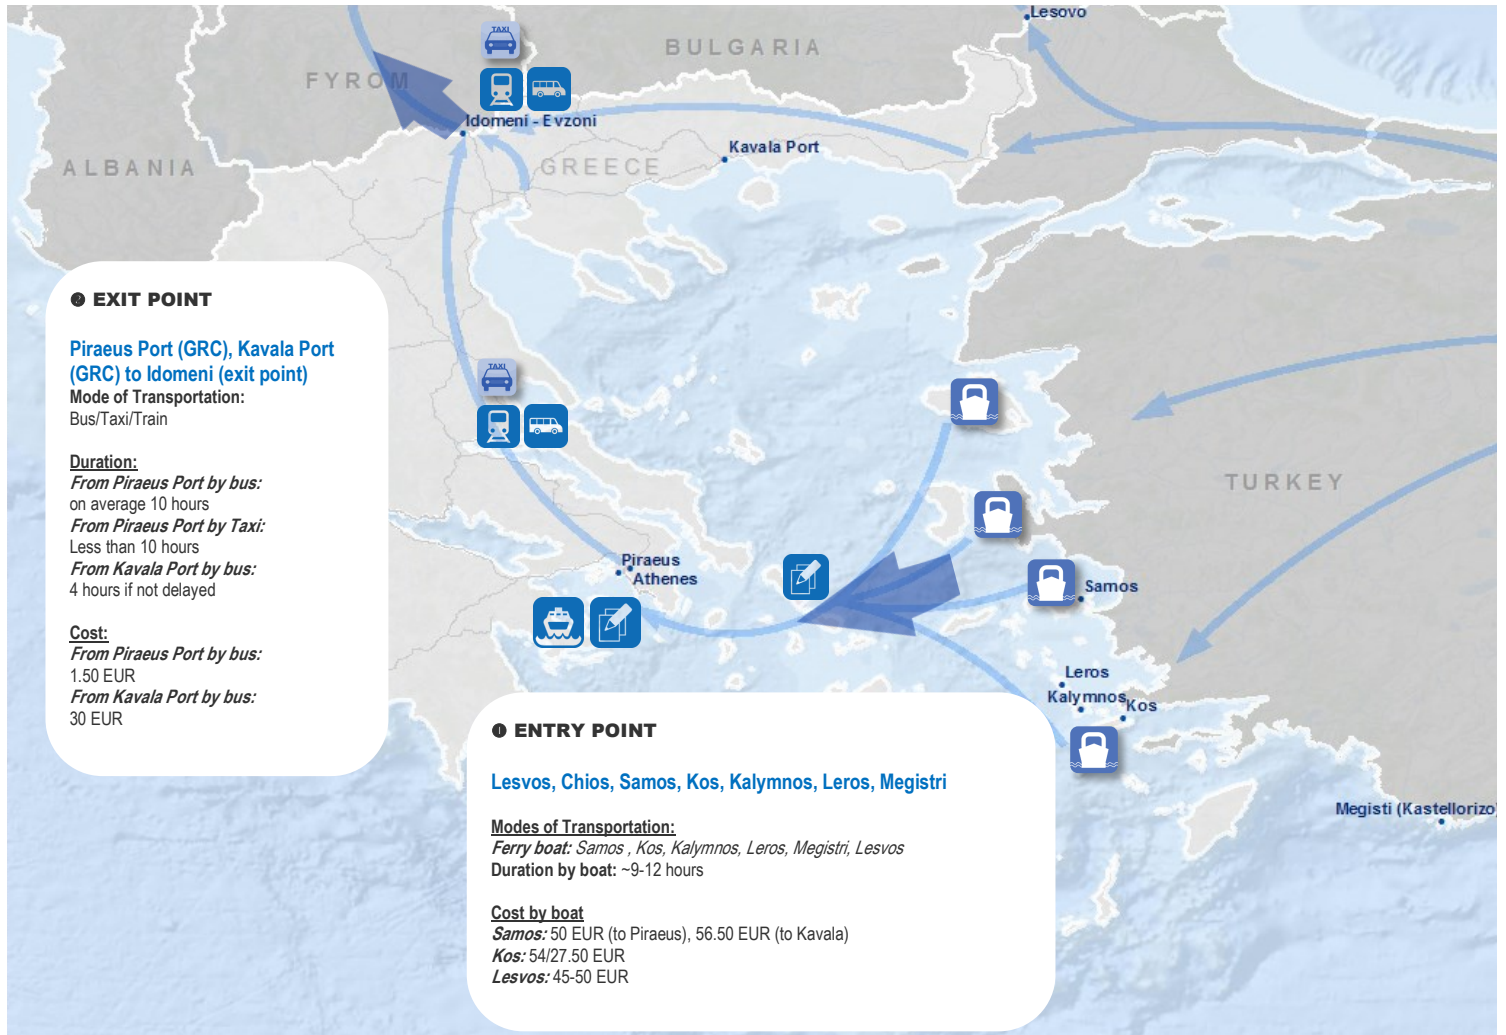 Lesovo
TAXI
BULGARIA
FYROM
Idomeni - Evzoni
Kavala Port
GREECE
ALBANIA
❷ EXIT POINT
Piraeus Port (GRC), Kavala Port
(GRC) to Idomeni (exit point)
Mode of Transportation:
Bus/Taxi/Train
Duration:
From Piraeus Port by bus:
on average 10 hours
From Piraeus Port by Taxi:
Less than 10 hours
From Kavala Port by bus:
4 hours if not delayed
Cost:
From Piraeus Port by bus:
1.50 EUR
From Kavala Port by bus:
30 EUR
TAXI
TURKEY
Piraeus
Athenes
Samos
Leros
Kalymnos
Kos
Megisti (Kastellorizo)
❶ ENTRY POINT
Lesvos, Chios, Samos, Kos, Kalymnos, Leros, Megistri
Modes of Transportation:
Ferry boat: Samos , Kos, Kalymnos, Leros, Megistri, Lesvos
Duration by boat: ~9-12 hours
Cost by boat
Samos: 50 EUR (to Piraeus), 56.50 EUR (to Kavala)
Kos: 54/27.50 EUR
Lesvos: 45-50 EUR